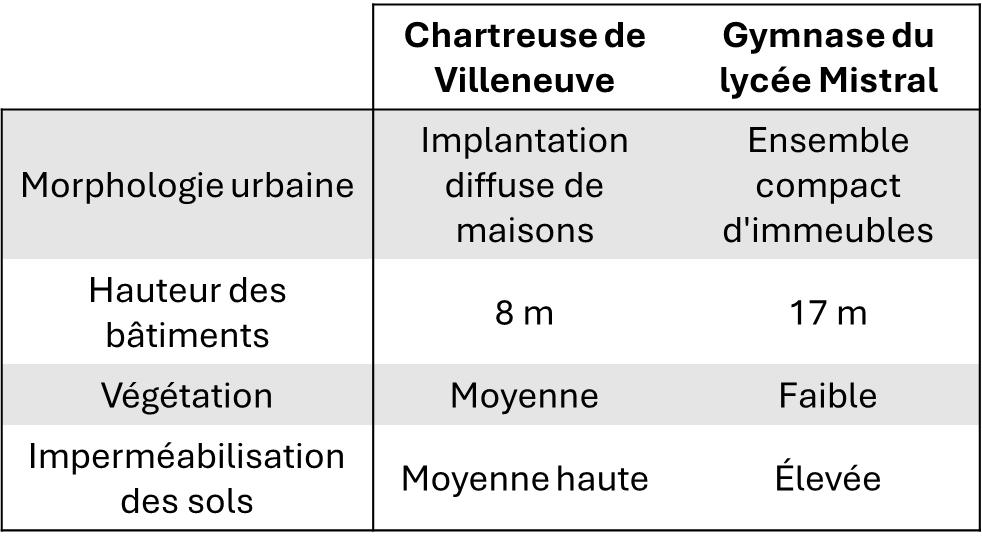 Chartreuse de
Villeneuve
Gymnase du
lycée Mistral
Morphologie urbaine
Implantation
diffuse de
maisons
Ensemble
compact
d'immeubles
Hauteur des
bâtiments
8 m
17 m
Végétation
Moyenne
Faible
Imperméabilisation
des sols
Moyenne haute
Élevée